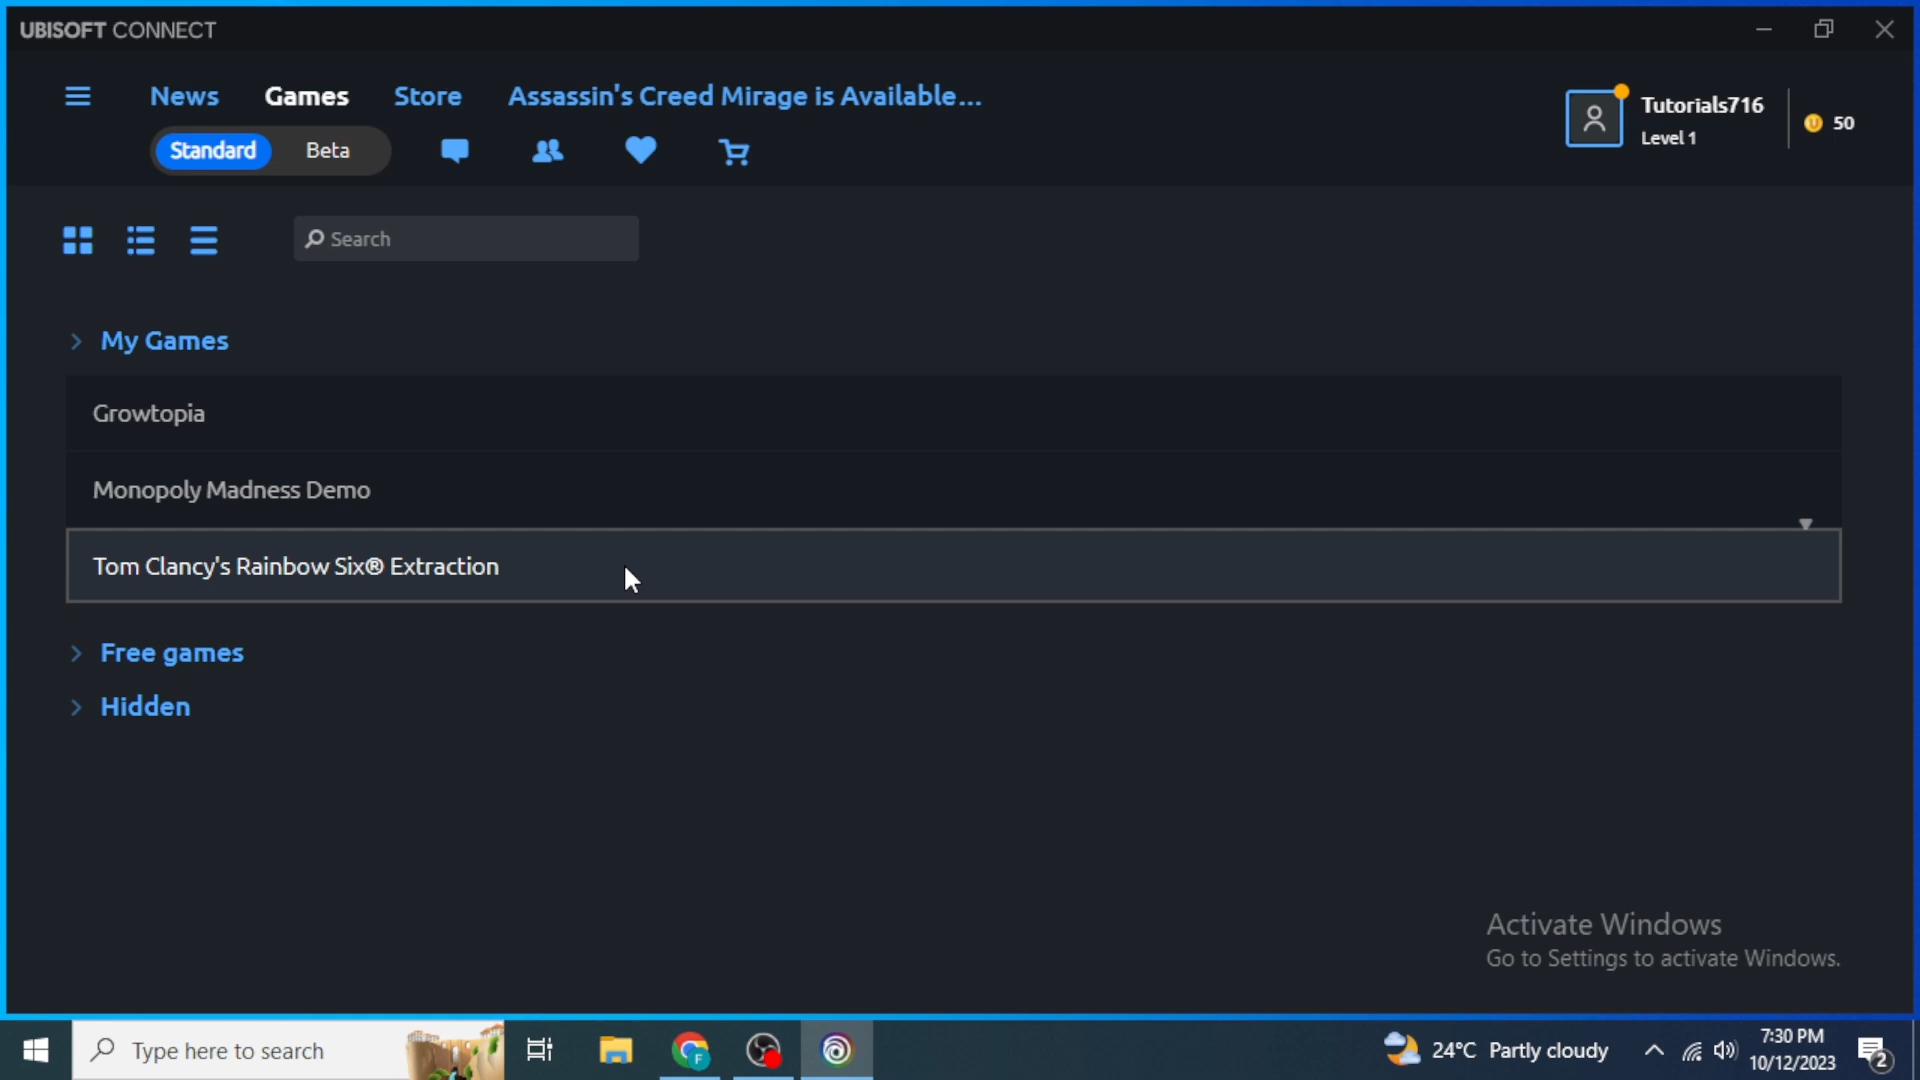 UBISOFT CONNECT
News Games Store Assassin's Creed Mirage is Available...
Tutorials716
Level 1
50
Standard Beta
Search
My Games
Growtopia
Monopoly Madness Demo
Tom Clancy's Rainbow Six® Extraction
Free games
Hidden
Activate Windows
Go to Settings to activate Windows.
Type here to search
F
24°C Partly cloudy
7:30 PM
10/12/2023
2